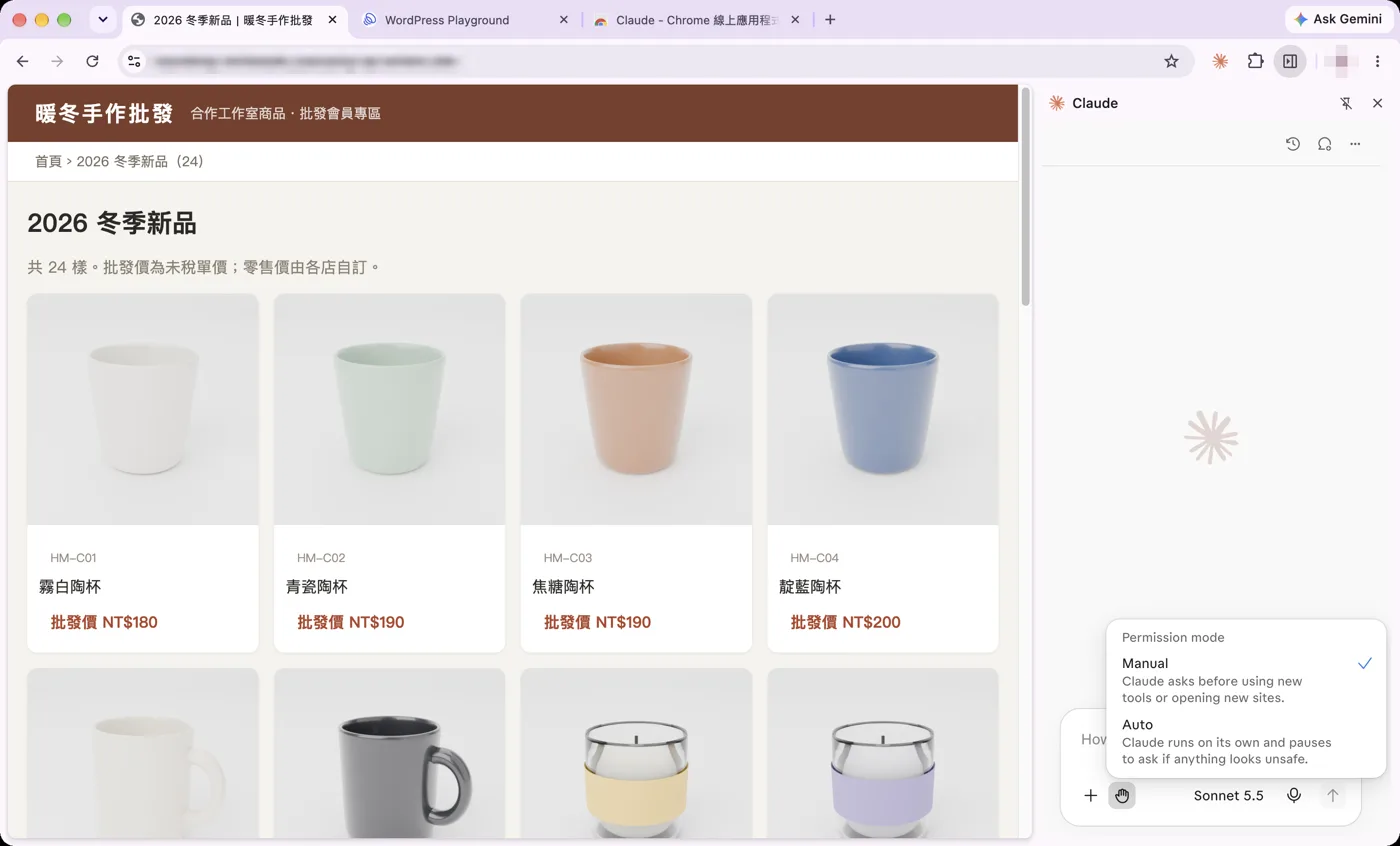 2026 冬季新品 | 暖冬手作批發
WordPress Playground
Claude - Chrome 線上應用程式
Ask Gemini
暖冬手作批發
合作工作室商品・批發會員專區
首頁 > 2026 冬季新品（24）
2026 冬季新品
共 24 樣。批發價為未稅單價；零售價由各店自訂。
HM-C01
霧白陶杯
批發價 NT$180
HM-C02
青瓷陶杯
批發價 NT$190
HM-C03
焦糖陶杯
批發價 NT$190
HM-C04
靛藍陶杯
批發價 NT$200
Claude
Permission mode
Manual
Claude asks before using new
tools or opening new sites.
Auto
Claude runs on its own and pauses
to ask if anything looks unsafe.
How
Sonnet 5.5